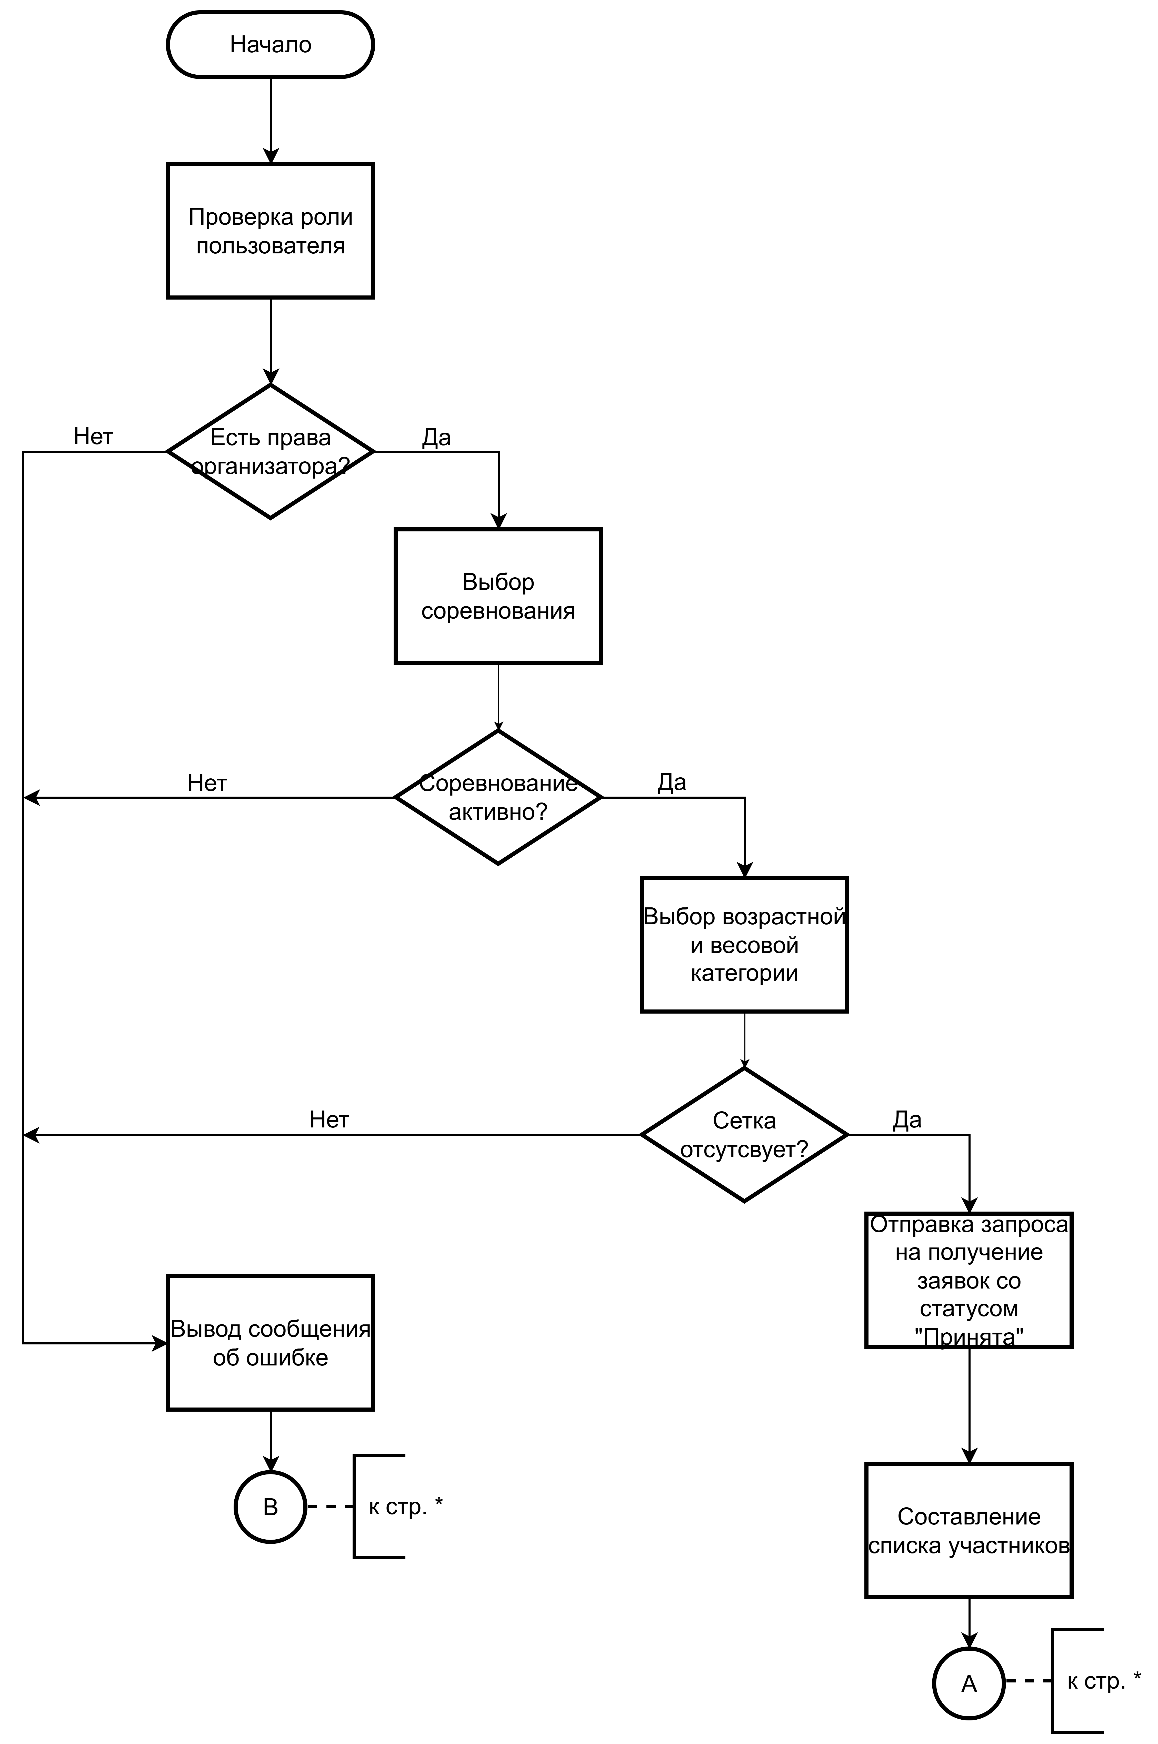 Начало
Проверка роли
пользователя
Есть права
организатора?
Нет
Да
Выбор
соревнования
Соревнование
активно?
Нет
Да
Выбор возрастной
и весовой
категории
Сетка
отсутсвует?
Нет
Да
Отправка запроса
на получение
заявок со
статусом
"Принята"
Вывод сообщения
об ошибке
В
к стр. *
Составление
списка участников
А
к стр. *